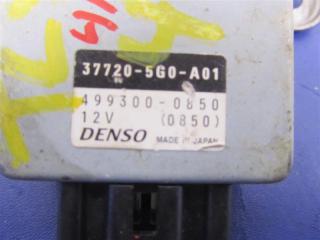 37720-5G0-A01
499300-0850
12V (0850)
DENSO MADE IN JAPAN